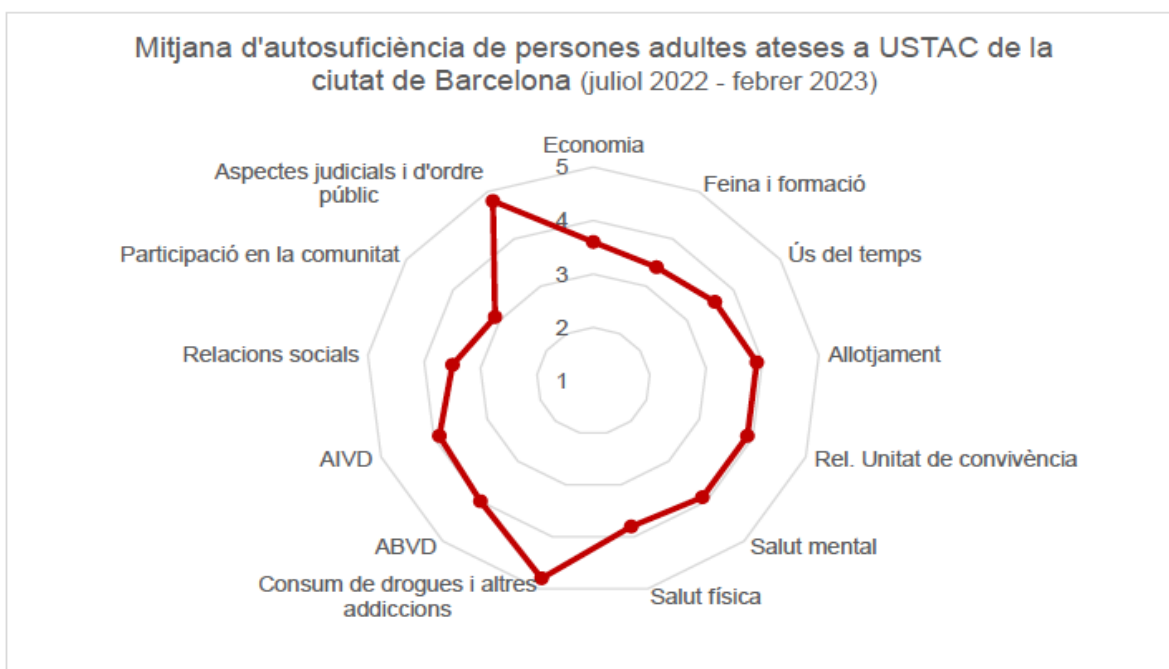 Mitjana d'autosuficiència de persones adultes ateses a USTAC de la
ciutat de Barcelona (juliol 2022 - febrer 2023)
Economia
Feina i formació
Ús del temps
Allotjament
Rel. Unitat de convivència
Salut mental
Salut física
Consum de drogues i altres
addiccions
ABVD
AIVD
Relacions socials
Participació en la comunitat
Aspectes judicials i d'ordre
públic
5
4
3
2
1